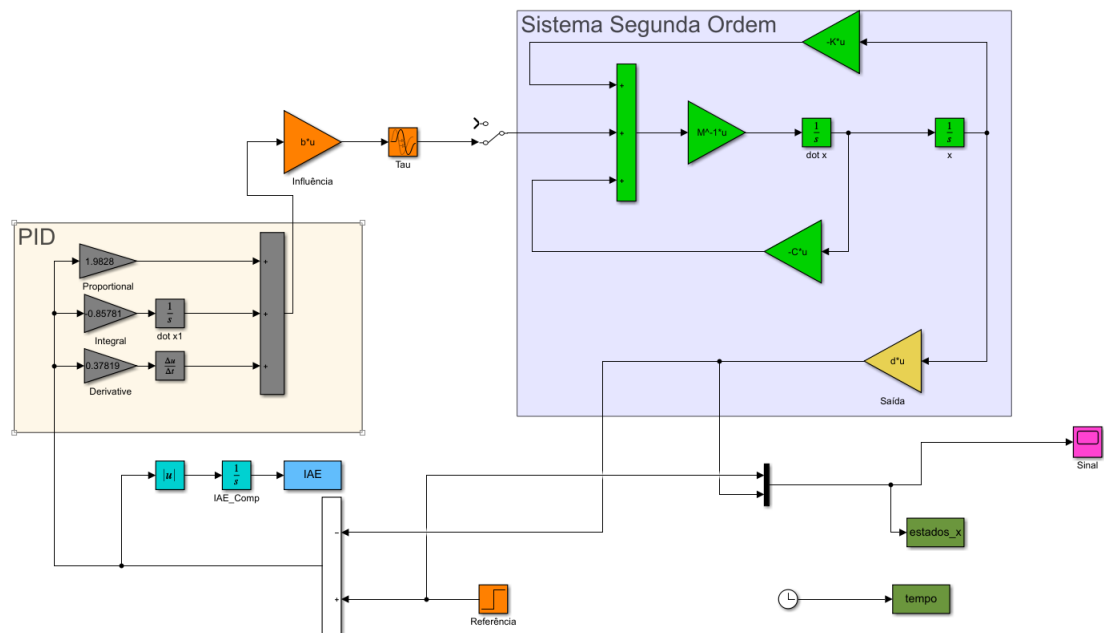 Sistema Segunda Ordem
-K*u
+
+
+
M^-1*u
1
s
dot x
1
s
x
-C*u
b*u
Influência
Tau
PID
1.9828
Proportional
-0.85781
Integral
1
s
dot x1
0.37819
Derivative
Δu
Δt
+
+
+
d*u
Saída
|u|
1
s
IAE_Comp
IAE
−
+
Referência
Sinal
estados_x
tempo